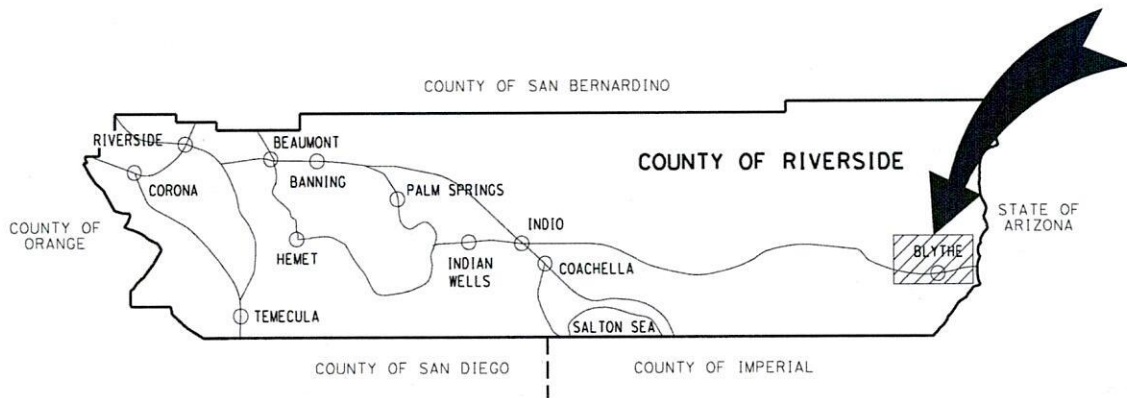 COUNTY OF SAN BERNARDINO
RIVERSIDE
BEAUMONT
COUNTY OF RIVERSIDE
BANNING
CORONA
PALM SPRINGS
STATE OF
ARIZONA
COUNTY OF
ORANGE
INDIO
BLYTHE
HEMET
INDIAN
WELLS
COACHELLA
TEMECULA
SALTON SEA
COUNTY OF SAN DIEGO
COUNTY OF IMPERIAL